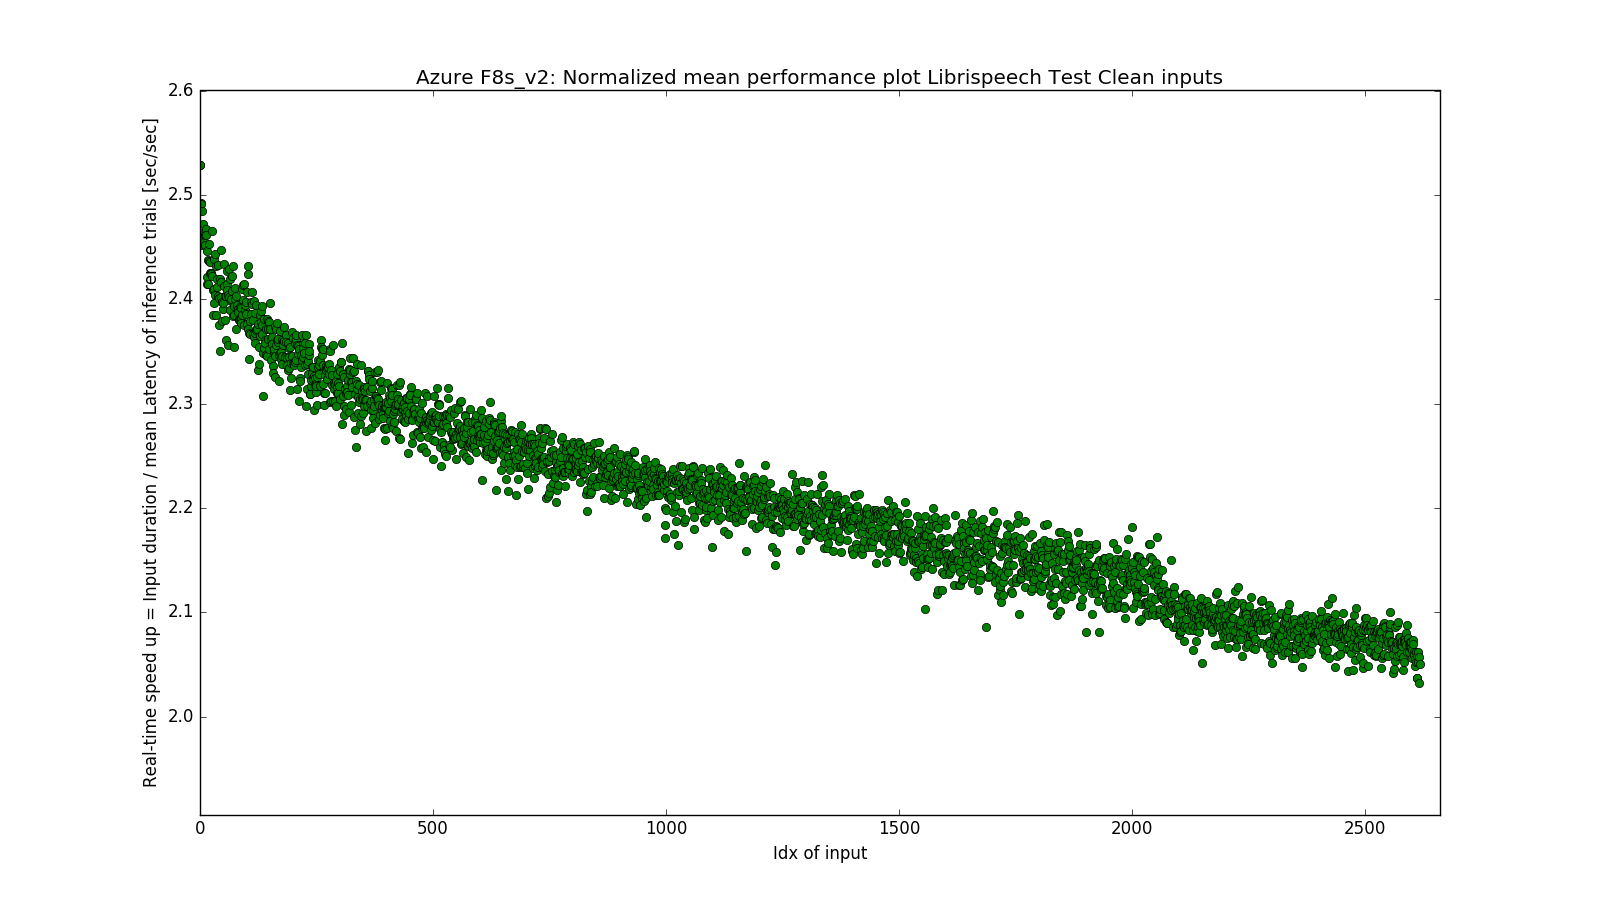 Azure F8s_v2: Normalized mean performance plot Librispeech Test Clean inputs
Real-time speed up = Input duration / mean Latency of inference trials [sec/sec]
2.6
2.5
2.4
2.3
2.2
2.1
2.0
0 500 1000 1500 2000 2500
Idx of input